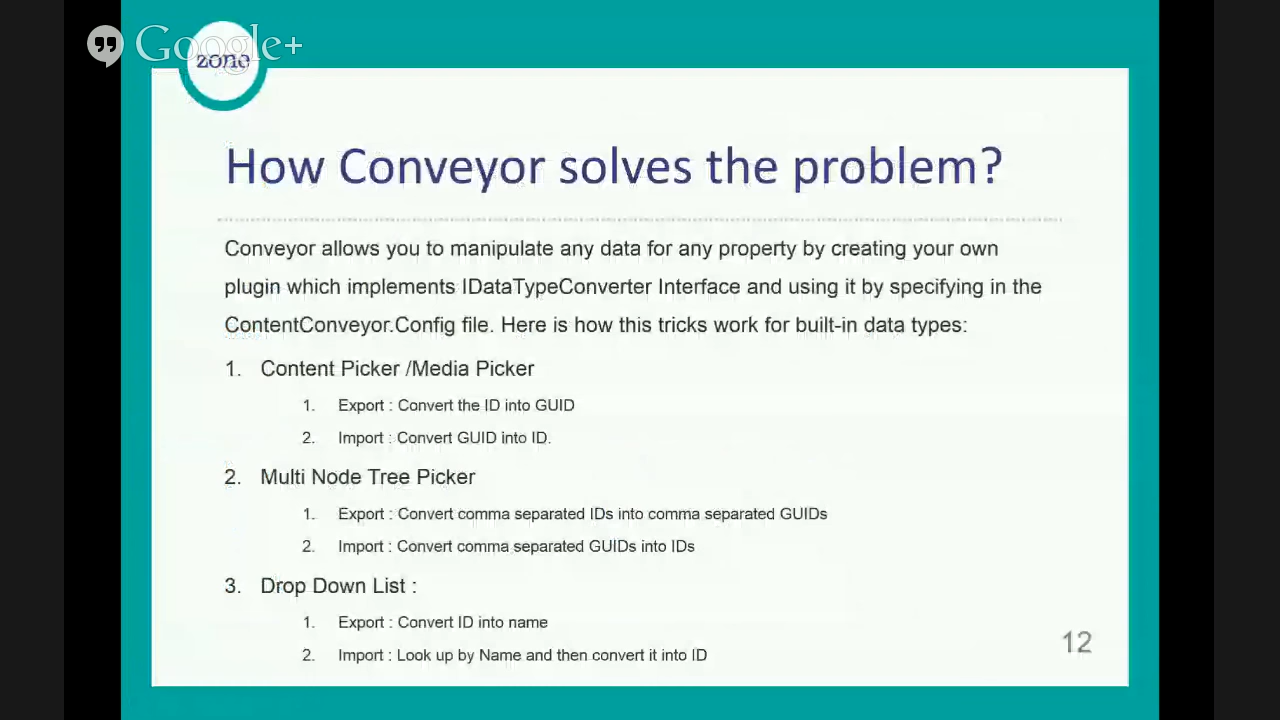 Google+
zone
How Conveyor solves the problem?
Conveyor allows you to manipulate any data for any property by creating your own
plugin which implements IDataTypeConverter Interface and using it by specifying in the
ContentConveyor.Config file. Here is how this tricks work for built-in data types:
1. Content Picker /Media Picker
1. Export : Convert the ID into GUID
2. Import : Convert GUID into ID.
2. Multi Node Tree Picker
1. Export : Convert comma separated IDs into comma separated GUIDs
2. Import : Convert comma separated GUIDs into IDs
3. Drop Down List :
1. Export : Convert ID into name
2. Import : Look up by Name and then convert it into ID
12